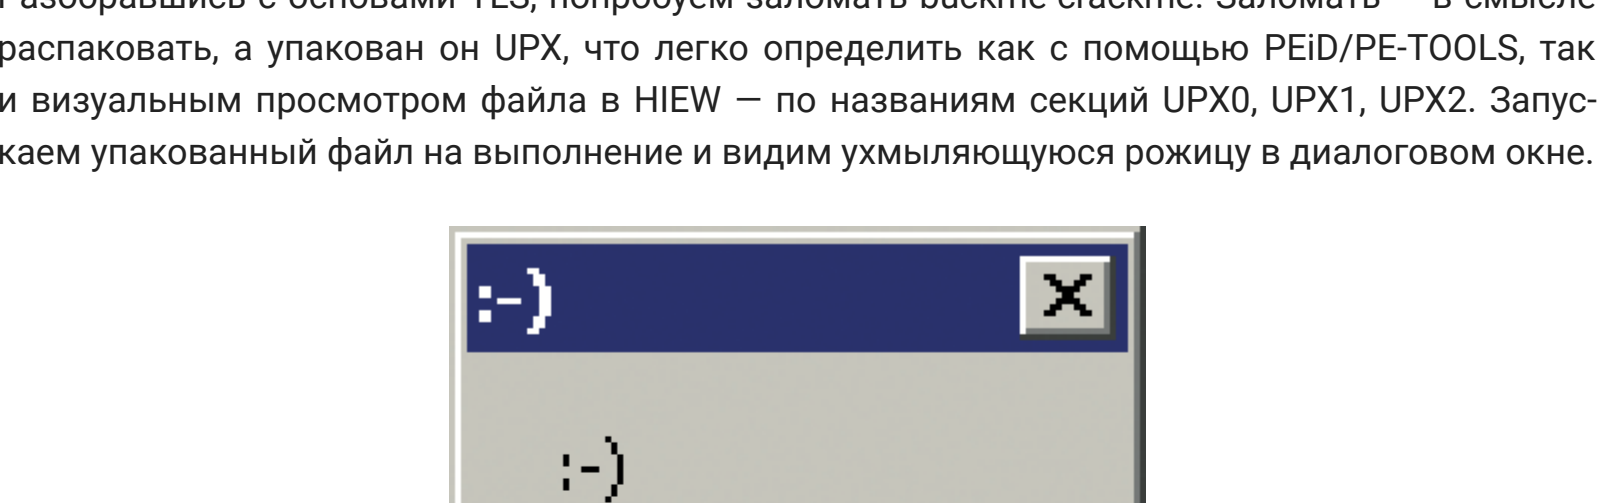 Разобравшись с основами TLS, попробуем заломать buckme crackme. Заломать — в смысле
распаковать, а упакован он UPX, что легко определить как с помощью PEiD/PE-TOOLS, так
и визуальным просмотром файла в HIEW — по названиям секций UPX0, UPX1, UPX2. Запус-
каем упакованный файл на выполнение и видим ухмыляющуюся рожицу в диалоговом окне.
:-)
:-)